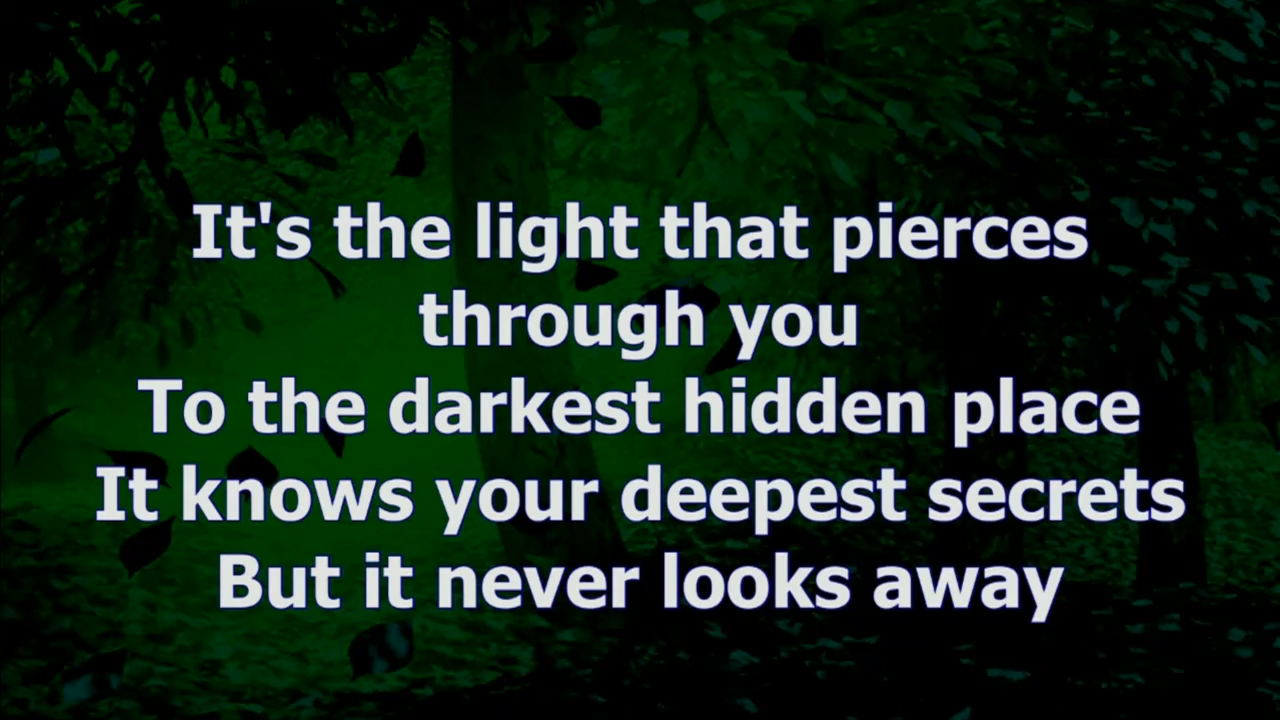 It's the light that pierces
through you
To the darkest hidden place
It knows your deepest secrets
But it never looks away